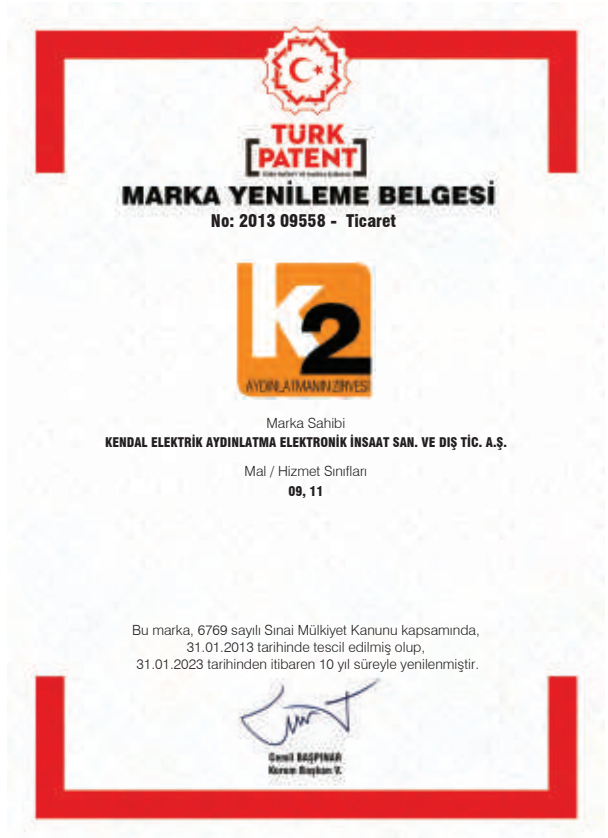 TÜRK
PATENT
MARKA YENİLEME BELGESİ
No: 2013 09558 - Ticaret
K2
AYDINLATMANIN ZİRVESİ
Marka Sahibi
KENDAL ELEKTRİK AYDINLATMA ELEKTRONİK İNSAAT SAN. VE DIŞ TİC. A.Ş.
Mal / Hizmet Sınıfları
09, 11
Bu marka, 6769 sayılı Sınai Mülkiyet Kanunu kapsamında,
31.01.2013 tarihinde tescil edilmiş olup,
31.01.2023 tarihinden itibaren 10 yıl süreyle yenilenmiştir.
Cemil BAŞPINAR
Kurum Başkan V.